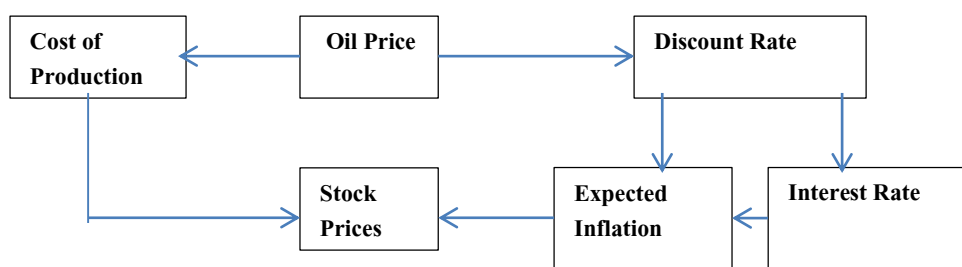 Cost of
Production
Oil Price
Discount Rate
Stock
Prices
Expected
Inflation
Interest Rate